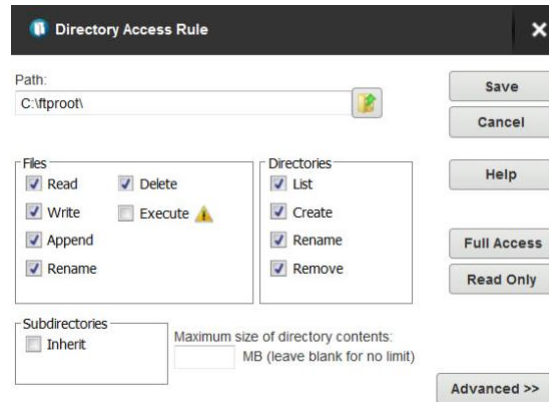 Directory Access Rule
Path:
C:\ftproot\
Save
Cancel
Help
Full Access
Read Only
Files
Read
Delete
Write
Execute
Append
Rename
Directories
List
Create
Rename
Remove
Subdirectories
Inherit
Maximum size of directory contents:
MB (leave blank for no limit)
Advanced >>